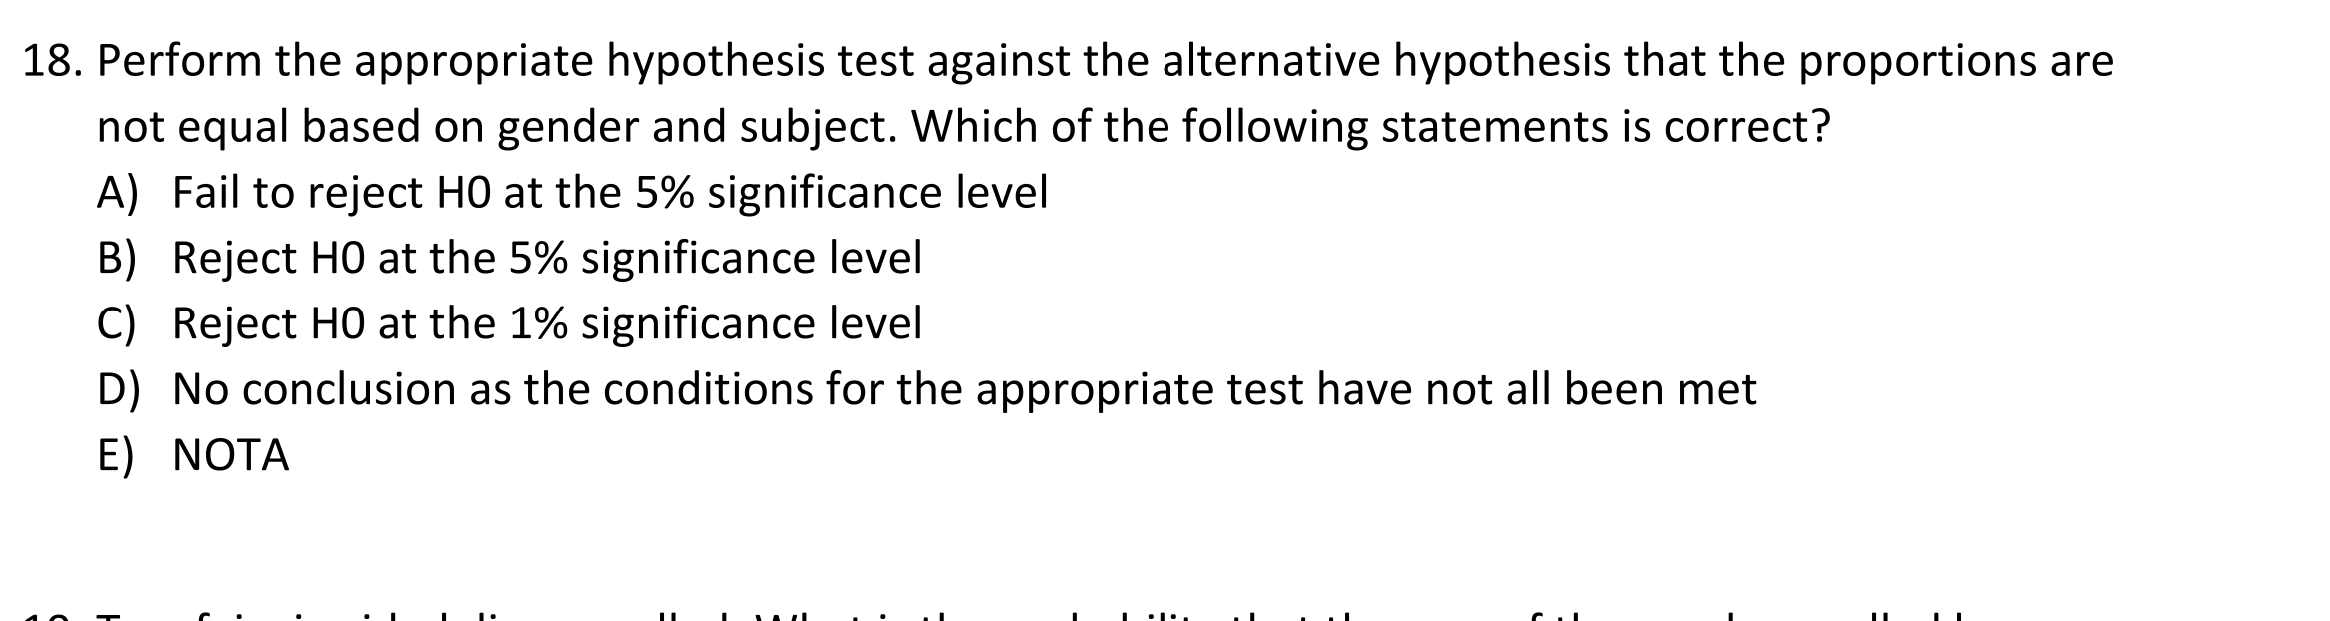 18. Perform the appropriate hypothesis test against the alternative hypothesis that the proportions are
not equal based on gender and subject. Which of the following statements is correct?
A) Fail to reject H0 at the 5% significance level
B) Reject H0 at the 5% significance level
C) Reject H0 at the 1% significance level
D) No conclusion as the conditions for the appropriate test have not all been met
E) NOTA